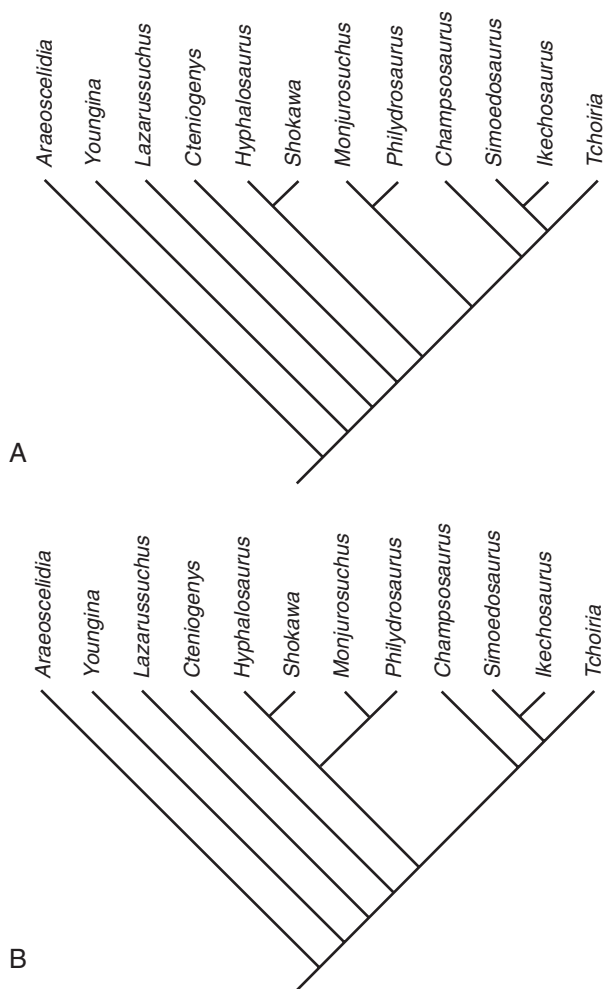 Araeoscelidia
Youngina
Lazarussuchus
Cteniogenys
Hyphalosaurus
Shokawa
Monjurosuchus
Philydrosaurus
Champsosaurus
Simoedosaurus
Ikechosaurus
Tchoiria
A
Araeoscelidia
Youngina
Lazarussuchus
Cteniogenys
Hyphalosaurus
Shokawa
Monjurosuchus
Philydrosaurus
Champsosaurus
Simoedosaurus
Ikechosaurus
Tchoiria
B